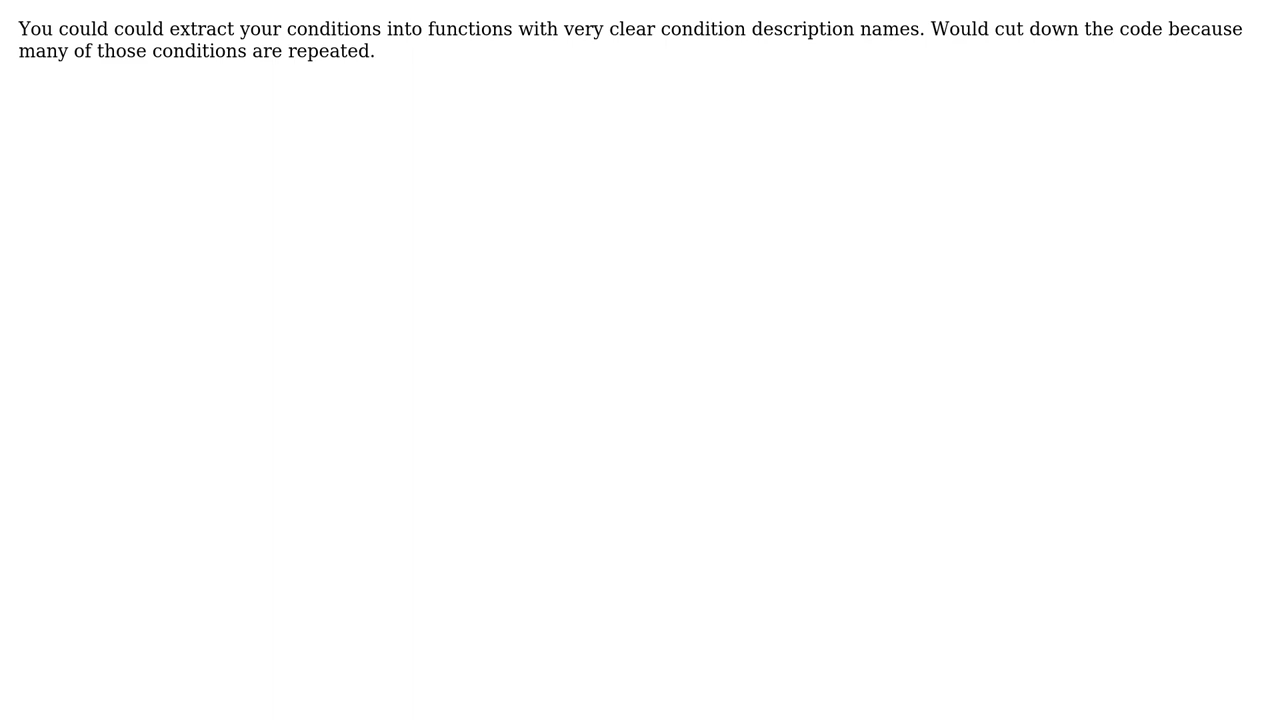 You could could extract your conditions into functions with very clear condition description names. Would cut down the code because
many of those conditions are repeated.